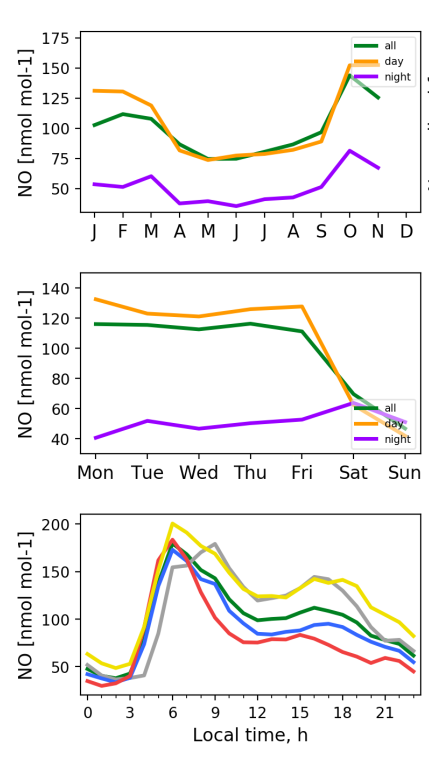 175
150
125
100
75
50
NO [nmol mol-1]
all
day
night
J F M A M J J A S O N D
140
120
100
80
60
40
NO [nmol mol-1]
all
day
night
Mon Tue Wed Thu Fri Sat Sun
200
150
100
50
NO [nmol mol-1]
0 3 6 9 12 15 18 21
Local time, h